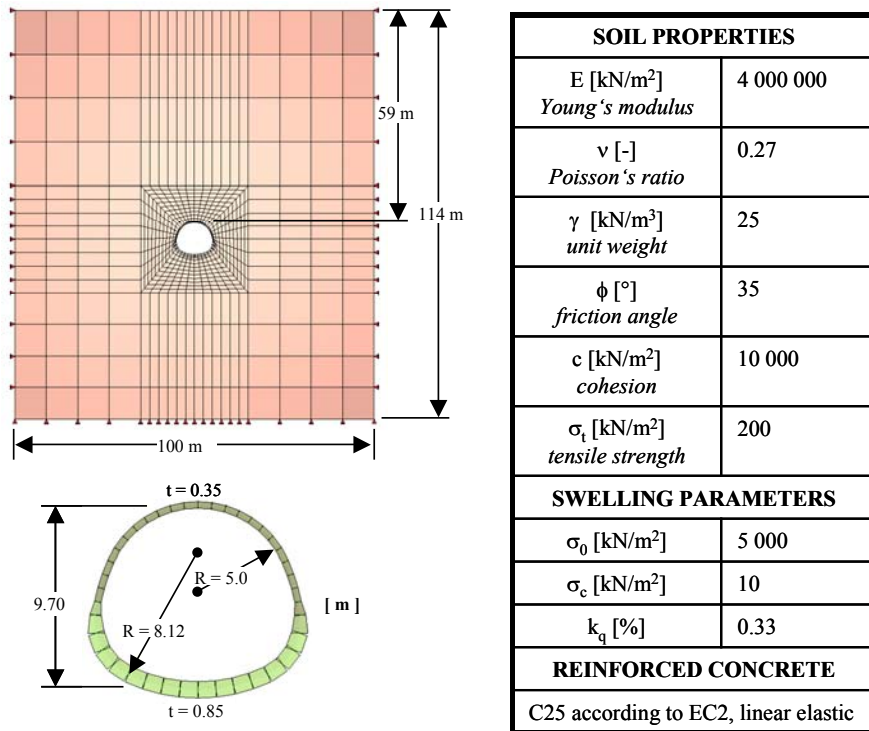 59 m
114 m
100 m
t = 0.35
9.70
R = 5.0
R = 8.12
[ m ]
t = 0.85
SOIL PROPERTIES
E [kN/m²] 4 000 000
Young‘s modulus
ν [-] 0.27
Poisson‘s ratio
γ [kN/m³] 25
unit weight
ϕ [°] 35
friction angle
c [kN/m²] 10 000
cohesion
σt [kN/m²] 200
tensile strength
SWELLING PARAMETERS
σ0 [kN/m²] 5 000
σc [kN/m²] 10
kq [%] 0.33
REINFORCED CONCRETE
C25 according to EC2, linear elastic